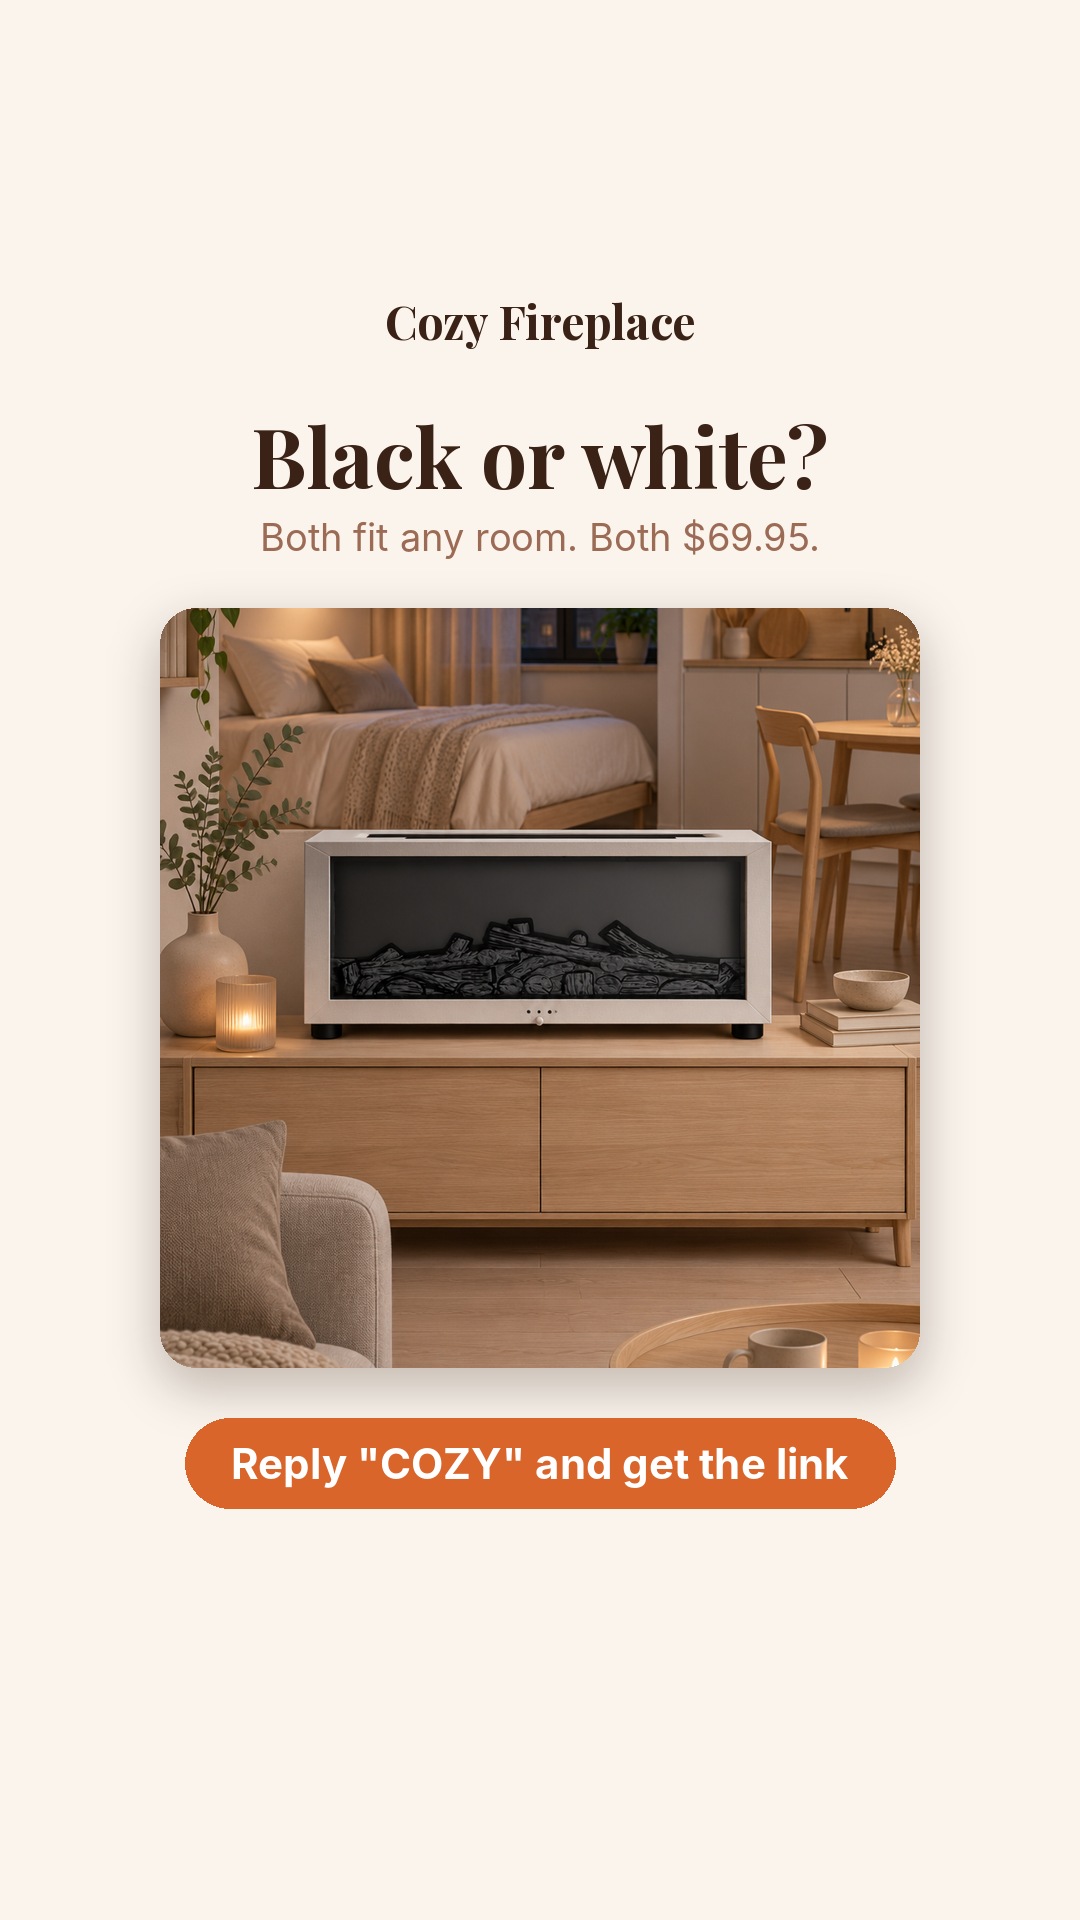 Cozy Fireplace
Black or white?
Both fit any room. Both $69.95.
Reply "COZY" and get the link